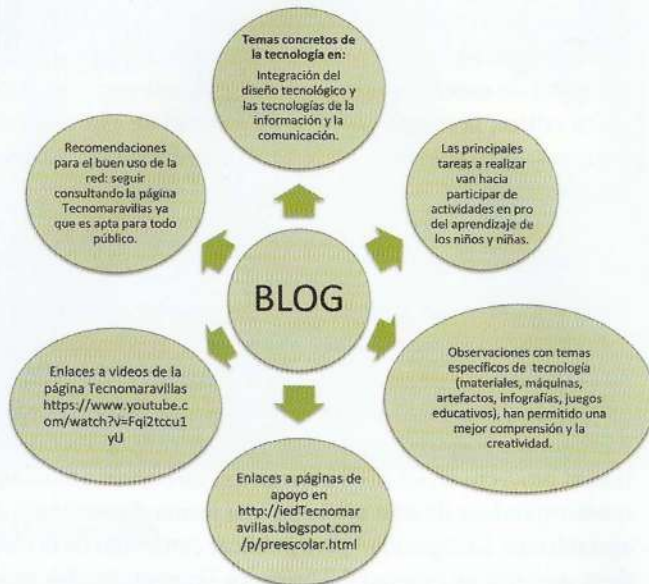 Temas concretos de
la tecnología en:
Integración del
diseño tecnológico y
las tecnologías de la
información y la
comunicación.
Recomendaciones
para el buen uso de la
red: seguir
consultando la página
Tecnomaravillas ya
que es apta para todo
público.
Las principales
tareas a realizar
van hacia
participar de
actividades en pro
del aprendizaje de
los niños y niñas.
BLOG
Enlaces a videos de la
página Tecnomaravillas
https://www.youtube.c
om/watch?v=Fqi2tccu1
yU
Observaciones con temas
específicos de tecnología
(materiales, máquinas,
artefactos, infografías, juegos
educativos), han permitido una
mejor comprensión y la
creatividad.
Enlaces a páginas de
apoyo en
http://iedTecnomar
avillas.blogspot.com
/p/preescolar.html